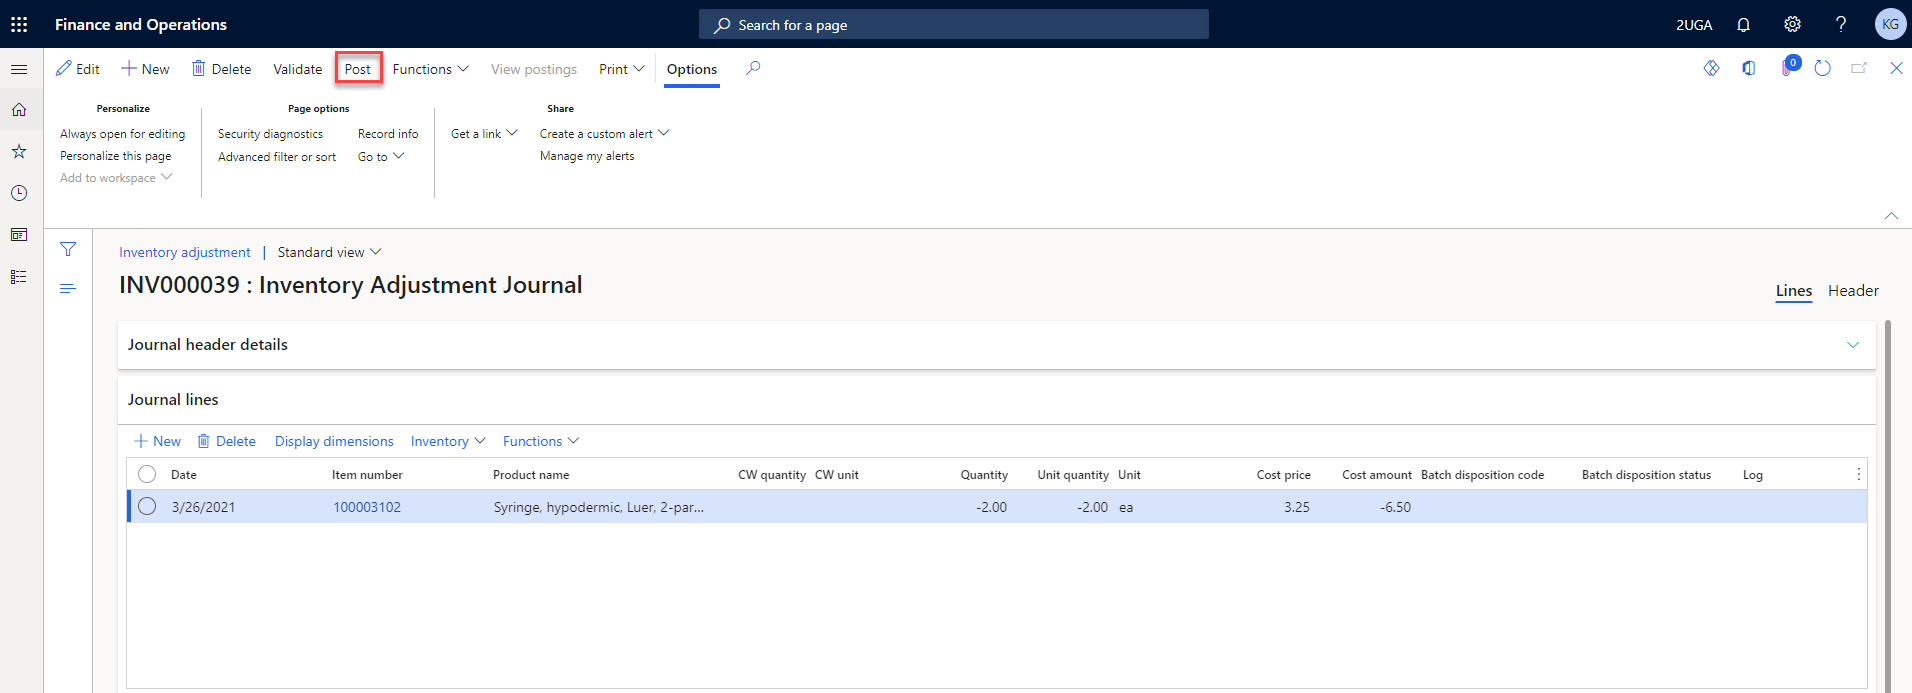 Finance and Operations
Search for a page
2UGA
?
KG
Edit New Delete Validate Post Functions View postings Print Options
0
Personalize
Always open for editing
Personalize this page
Add to workspace
Page options
Security diagnostics Record info
Advanced filter or sort Go to
Share
Get a link Create a custom alert
Manage my alerts
Inventory adjustment | Standard view
INV000039 : Inventory Adjustment Journal
Lines Header
Journal header details
Journal lines
New Delete Display dimensions Inventory Functions
Date Item number Product name CW quantity CW unit Quantity Unit quantity Unit Cost price Cost amount Batch disposition code Batch disposition status Log
3/26/2021 100003102 Syringe, hypodermic, Luer, 2-par... -2.00 -2.00 ea 3.25 -6.50